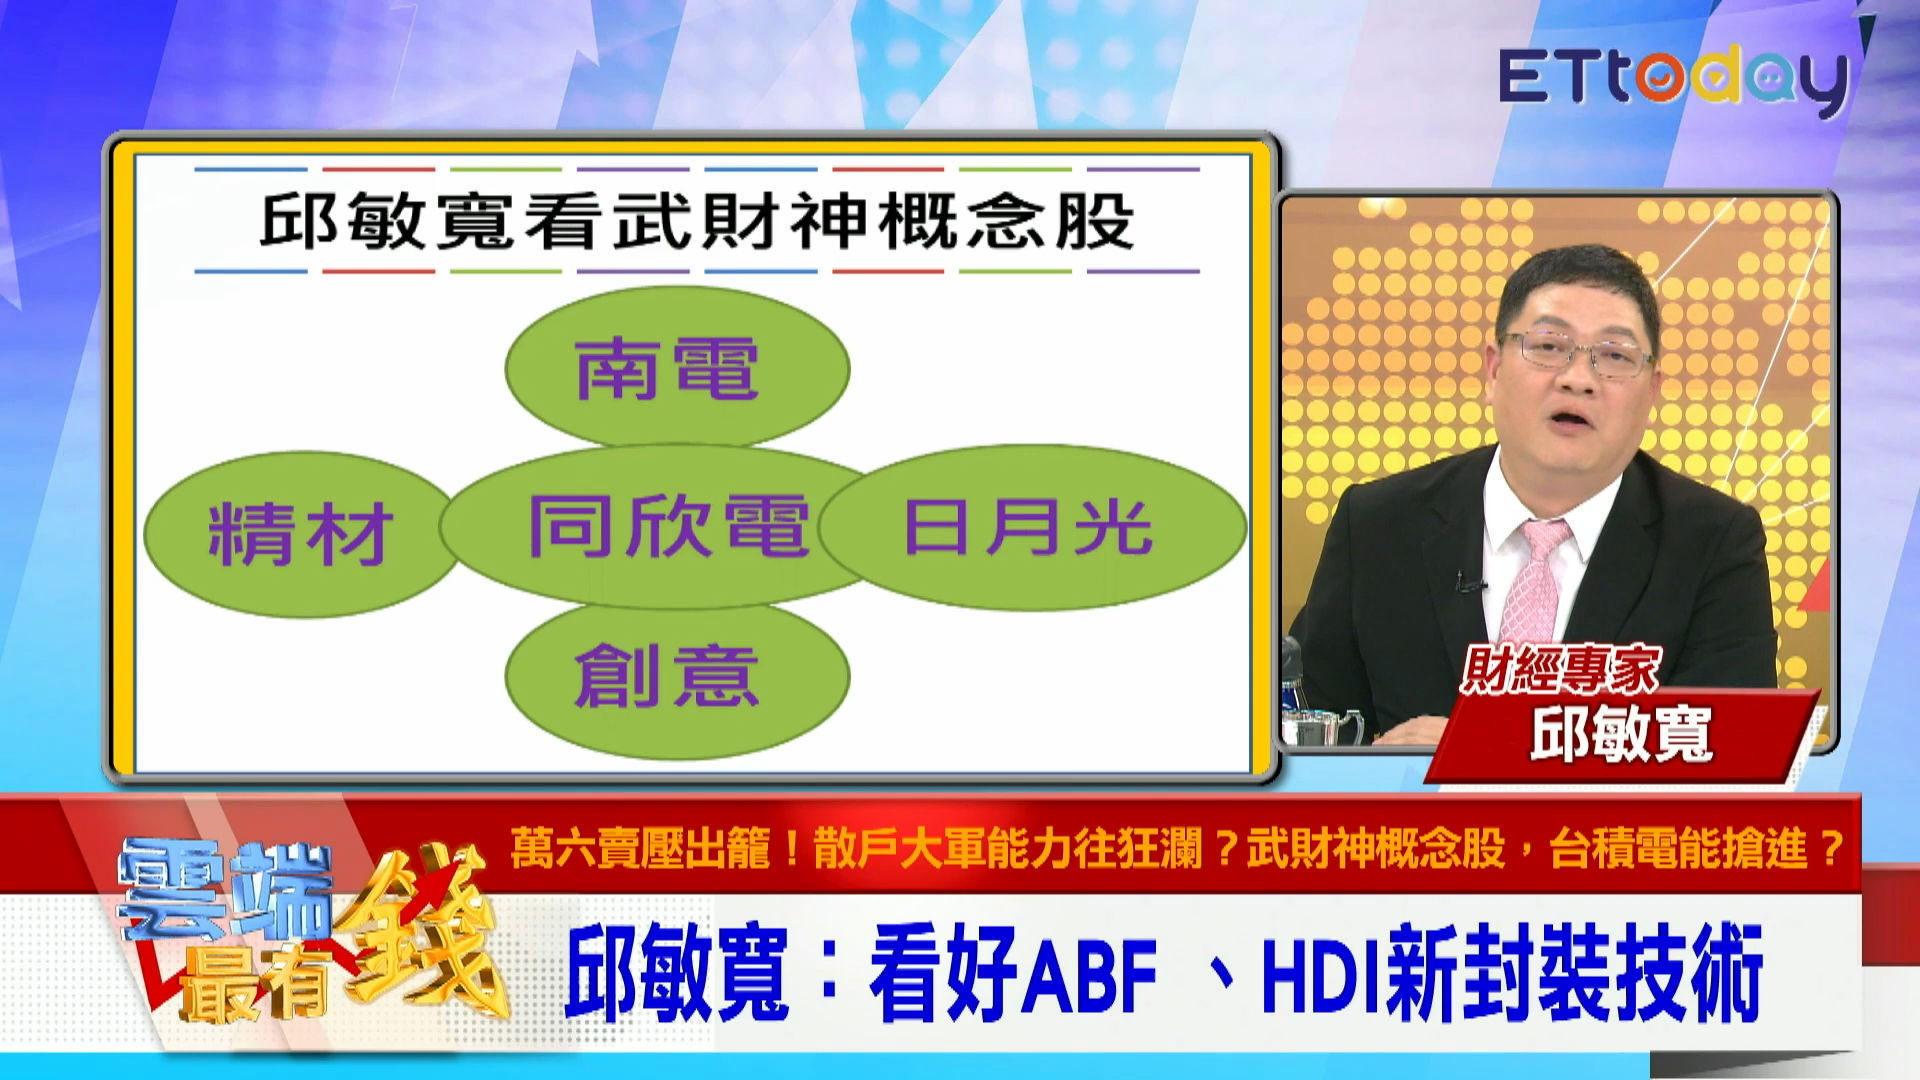 ETtoday
邱敏寬看武財神概念股
南電
精材
同欣電
日月光
創意
財經專家
邱敏寬
萬六賣壓出籠！散戶大軍能力往狂瀾？武財神概念股，台積電能搶進？
雲端最有錢
邱敏寬：看好ABF、HDI新封裝技術